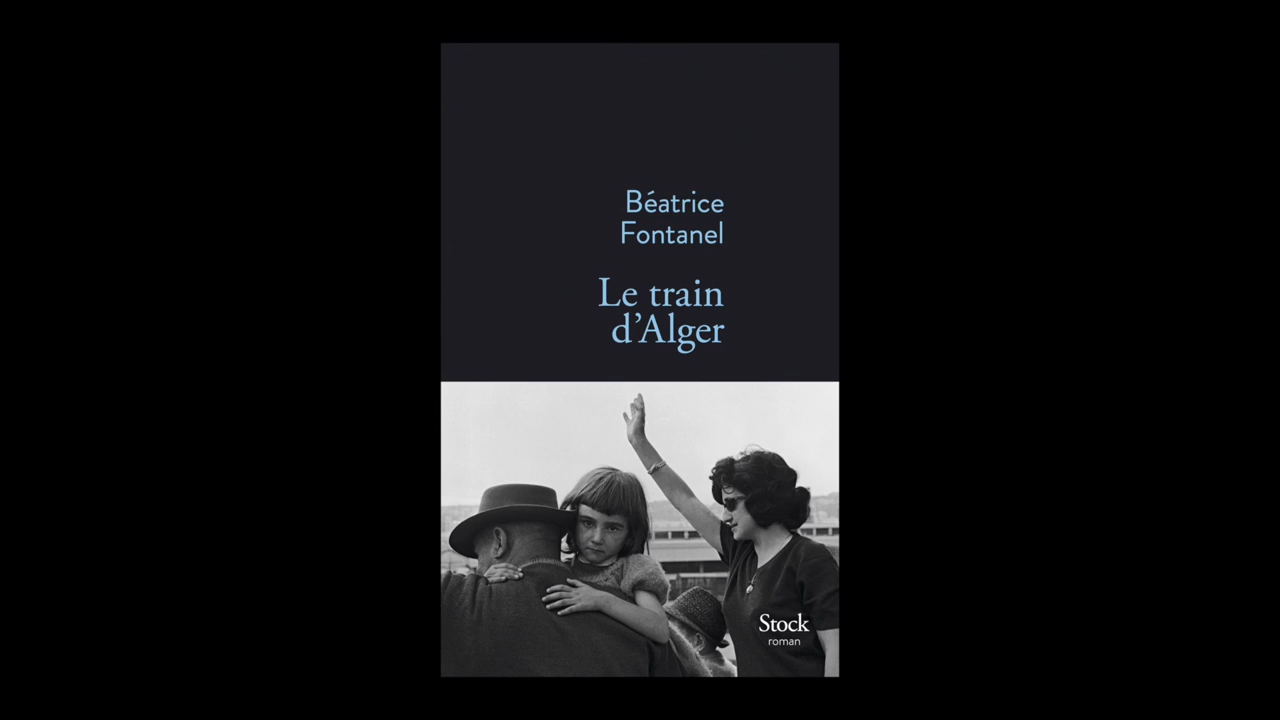 Béatrice
Fontanel
Le train
d’Alger
Stock
roman